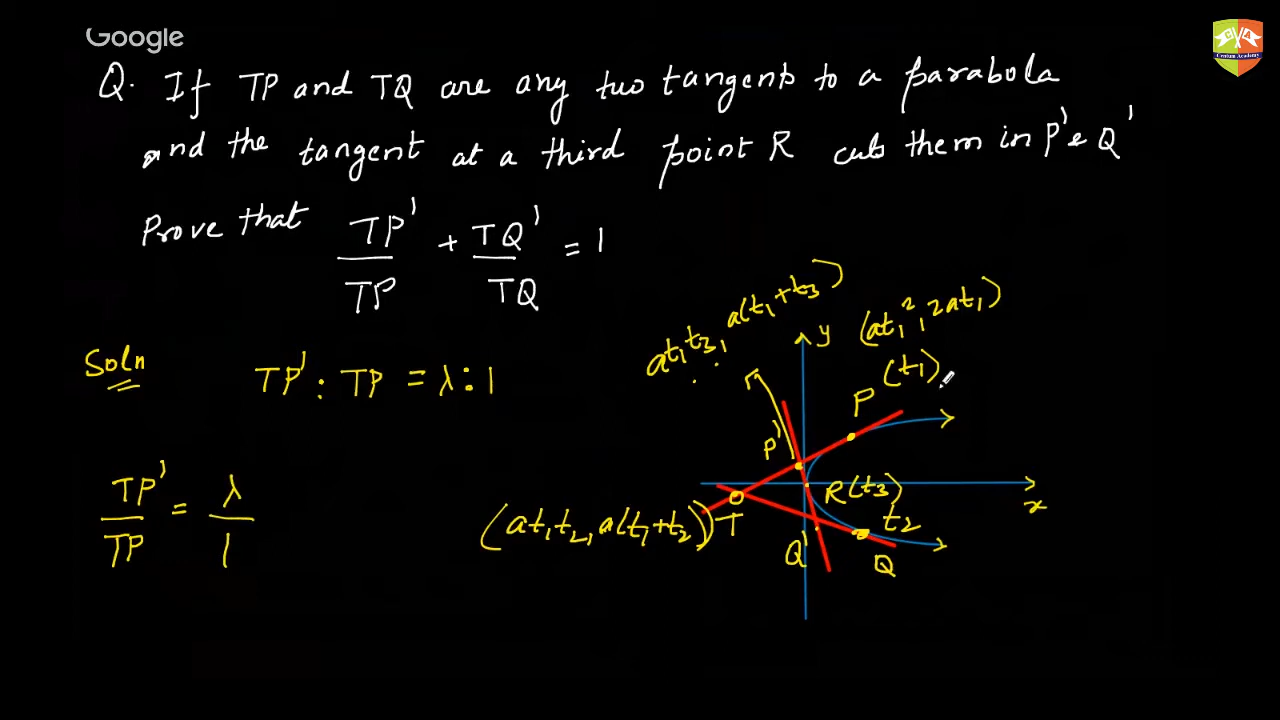 Google
Q. If TP and TQ are any two tangents to a parabola
and the tangent at a third point R cuts them in P' & Q'
Prove that TP'/TP + TQ'/TQ = 1
Soln
TP' : TP = λ : 1
TP'/TP = λ/1
at₁t₃, a(t₁+t₃)
(at₁², 2at₁)
y
P (t₁)
P'
R(t₃)
x
(at₁t₂, a(t₁+t₂)) T
t₂
Q'
Q
Centum Academy